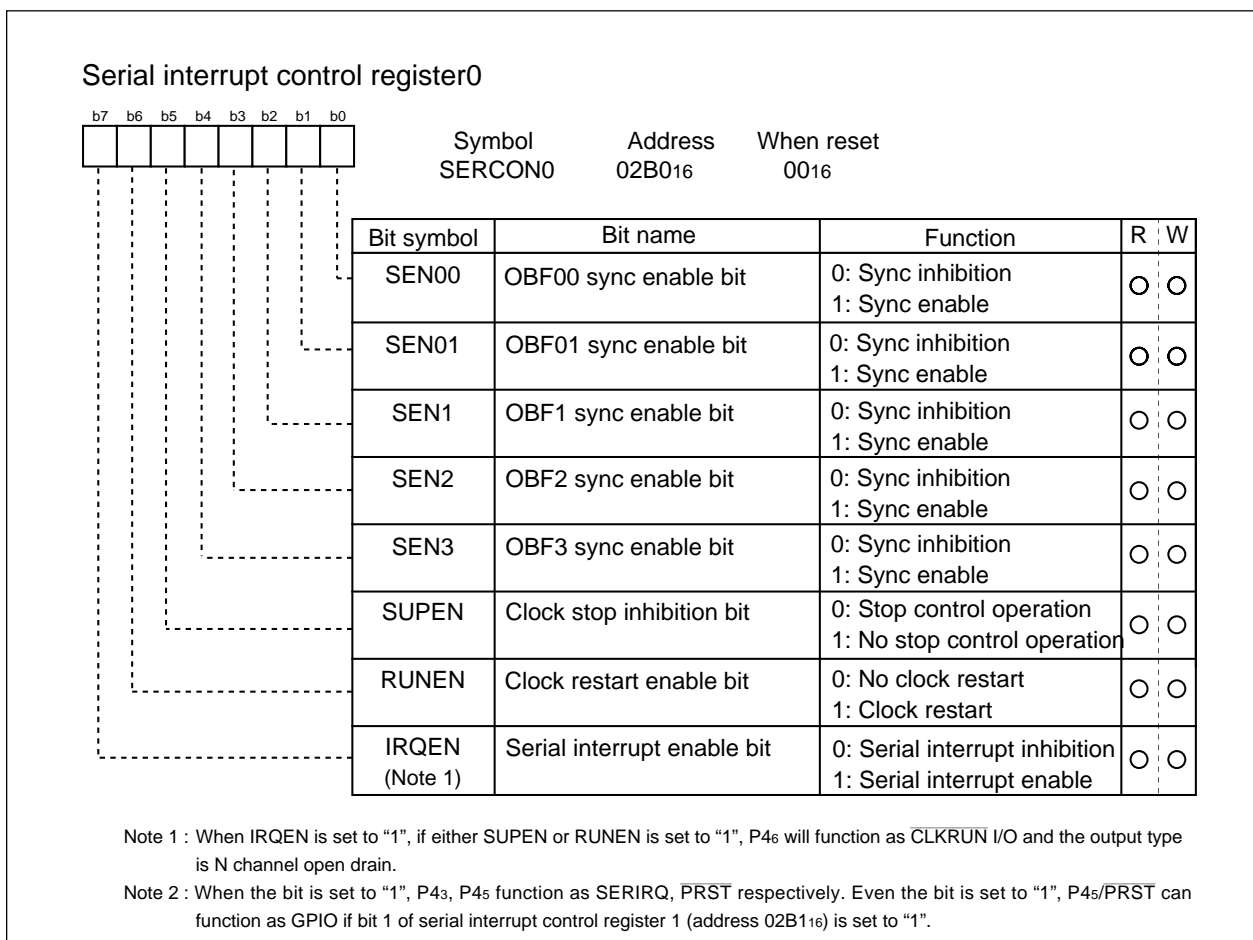 Serial interrupt control register0
b7 b6 b5 b4 b3 b2 b1 b0
Symbol Address When reset
SERCON0 02B016 0016
Bit symbol Bit name Function R W
SEN00 OBF00 sync enable bit 0: Sync inhibition
1: Sync enable
SEN01 OBF01 sync enable bit 0: Sync inhibition
1: Sync enable
SEN1 OBF1 sync enable bit 0: Sync inhibition
1: Sync enable
SEN2 OBF2 sync enable bit 0: Sync inhibition
1: Sync enable
SEN3 OBF3 sync enable bit 0: Sync inhibition
1: Sync enable
SUPEN Clock stop inhibition bit 0: Stop control operation
1: No stop control operation
RUNEN Clock restart enable bit 0: No clock restart
1: Clock restart
IRQEN Serial interrupt enable bit 0: Serial interrupt inhibition
(Note 1) 1: Serial interrupt enable
Note 1 : When IRQEN is set to “1”, if either SUPEN or RUNEN is set to “1”, P46 will function as CLKRUN I/O and the output type
is N channel open drain.
Note 2 : When the bit is set to “1”, P43, P45 function as SERIRQ, PRST respectively. Even the bit is set to “1”, P45/PRST can
function as GPIO if bit 1 of serial interrupt control register 1 (address 02B116) is set to “1”.